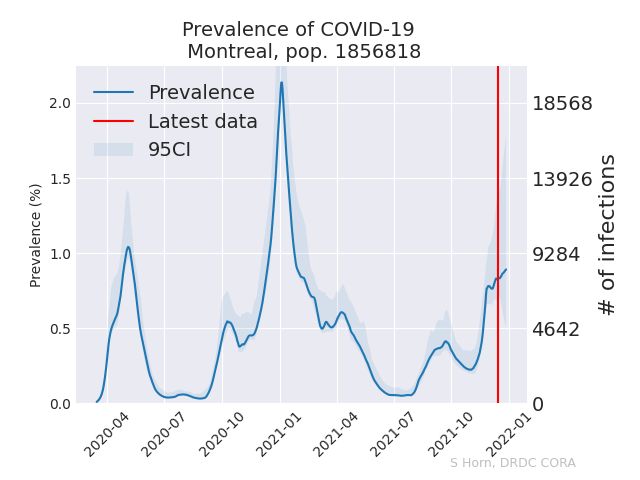 Prevalence of COVID-19
Montreal, pop. 1856818
Prevalence
Latest data
95CI
Prevalence (%)
2.0
1.5
1.0
0.5
0.0
18568
13926
9284
4642
0
# of infections
2020-04
2020-07
2020-10
2021-01
2021-04
2021-07
2021-10
2022-01
S Horn, DRDC CORA